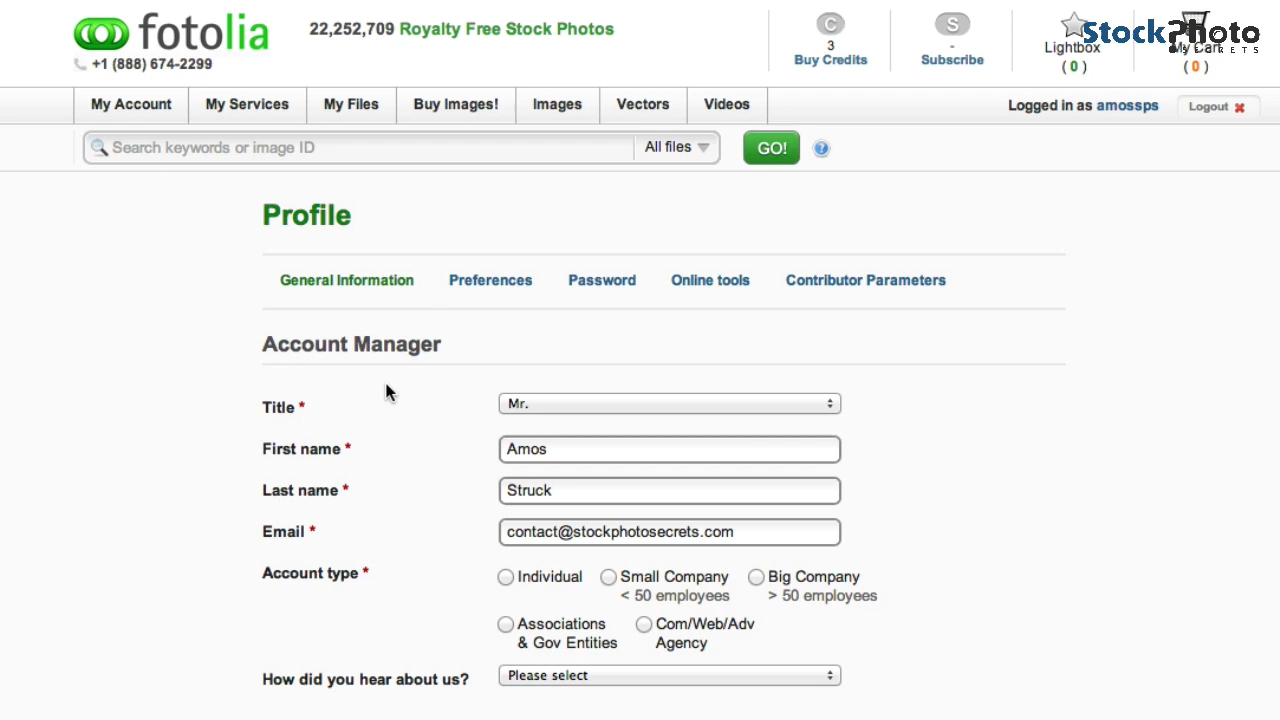 fotolia
22,252,709 Royalty Free Stock Photos
+1 (888) 674-2299
C
3
Buy Credits
S
-
Subscribe
Lightbox
( 0 )
My Cart
( 0 )
StockPhoto
SECRETS
My Account
My Services
My Files
Buy Images!
Images
Vectors
Videos
Logged in as amossps
Logout
Search keywords or image ID
All files
GO!
?
Profile
General Information
Preferences
Password
Online tools
Contributor Parameters
Account Manager
Title *
Mr.
First name *
Amos
Last name *
Struck
Email *
contact@stockphotosecrets.com
Account type *
Individual
Small Company
< 50 employees
Big Company
> 50 employees
Associations
& Gov Entities
Com/Web/Adv
Agency
How did you hear about us?
Please select